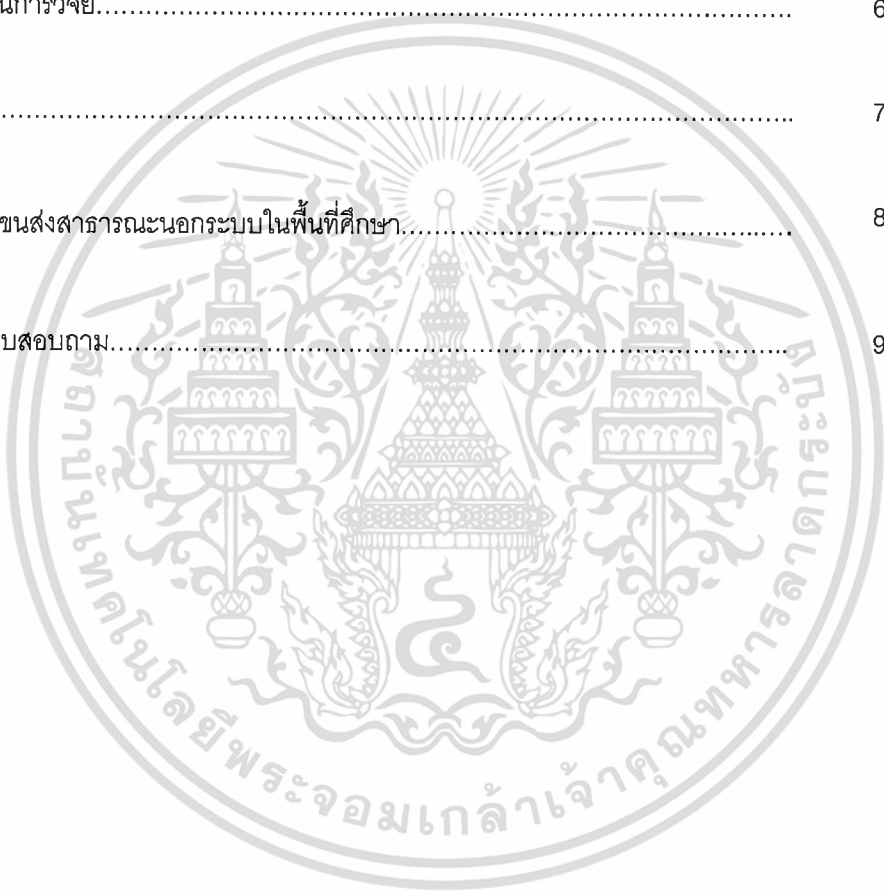 นการวิจัย.......................................................................................... 6
.......................................................................................... 7
ขนส่งสาธารณะนอกระบบในพื้นที่ศึกษา.......................................................... 8
บสอบถาม.......................................................................................... 9
สถาบันเทคโนโลยีพระจอมเกล้าเจ้าคุณทหารลาดกระบัง